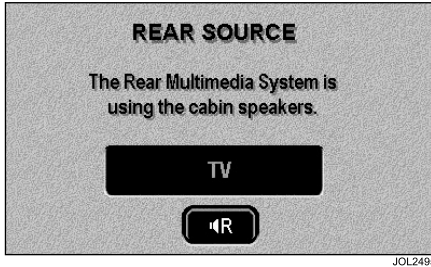 REAR SOURCE
The Rear Multimedia System is
using the cabin speakers.
TV
R
JOL249